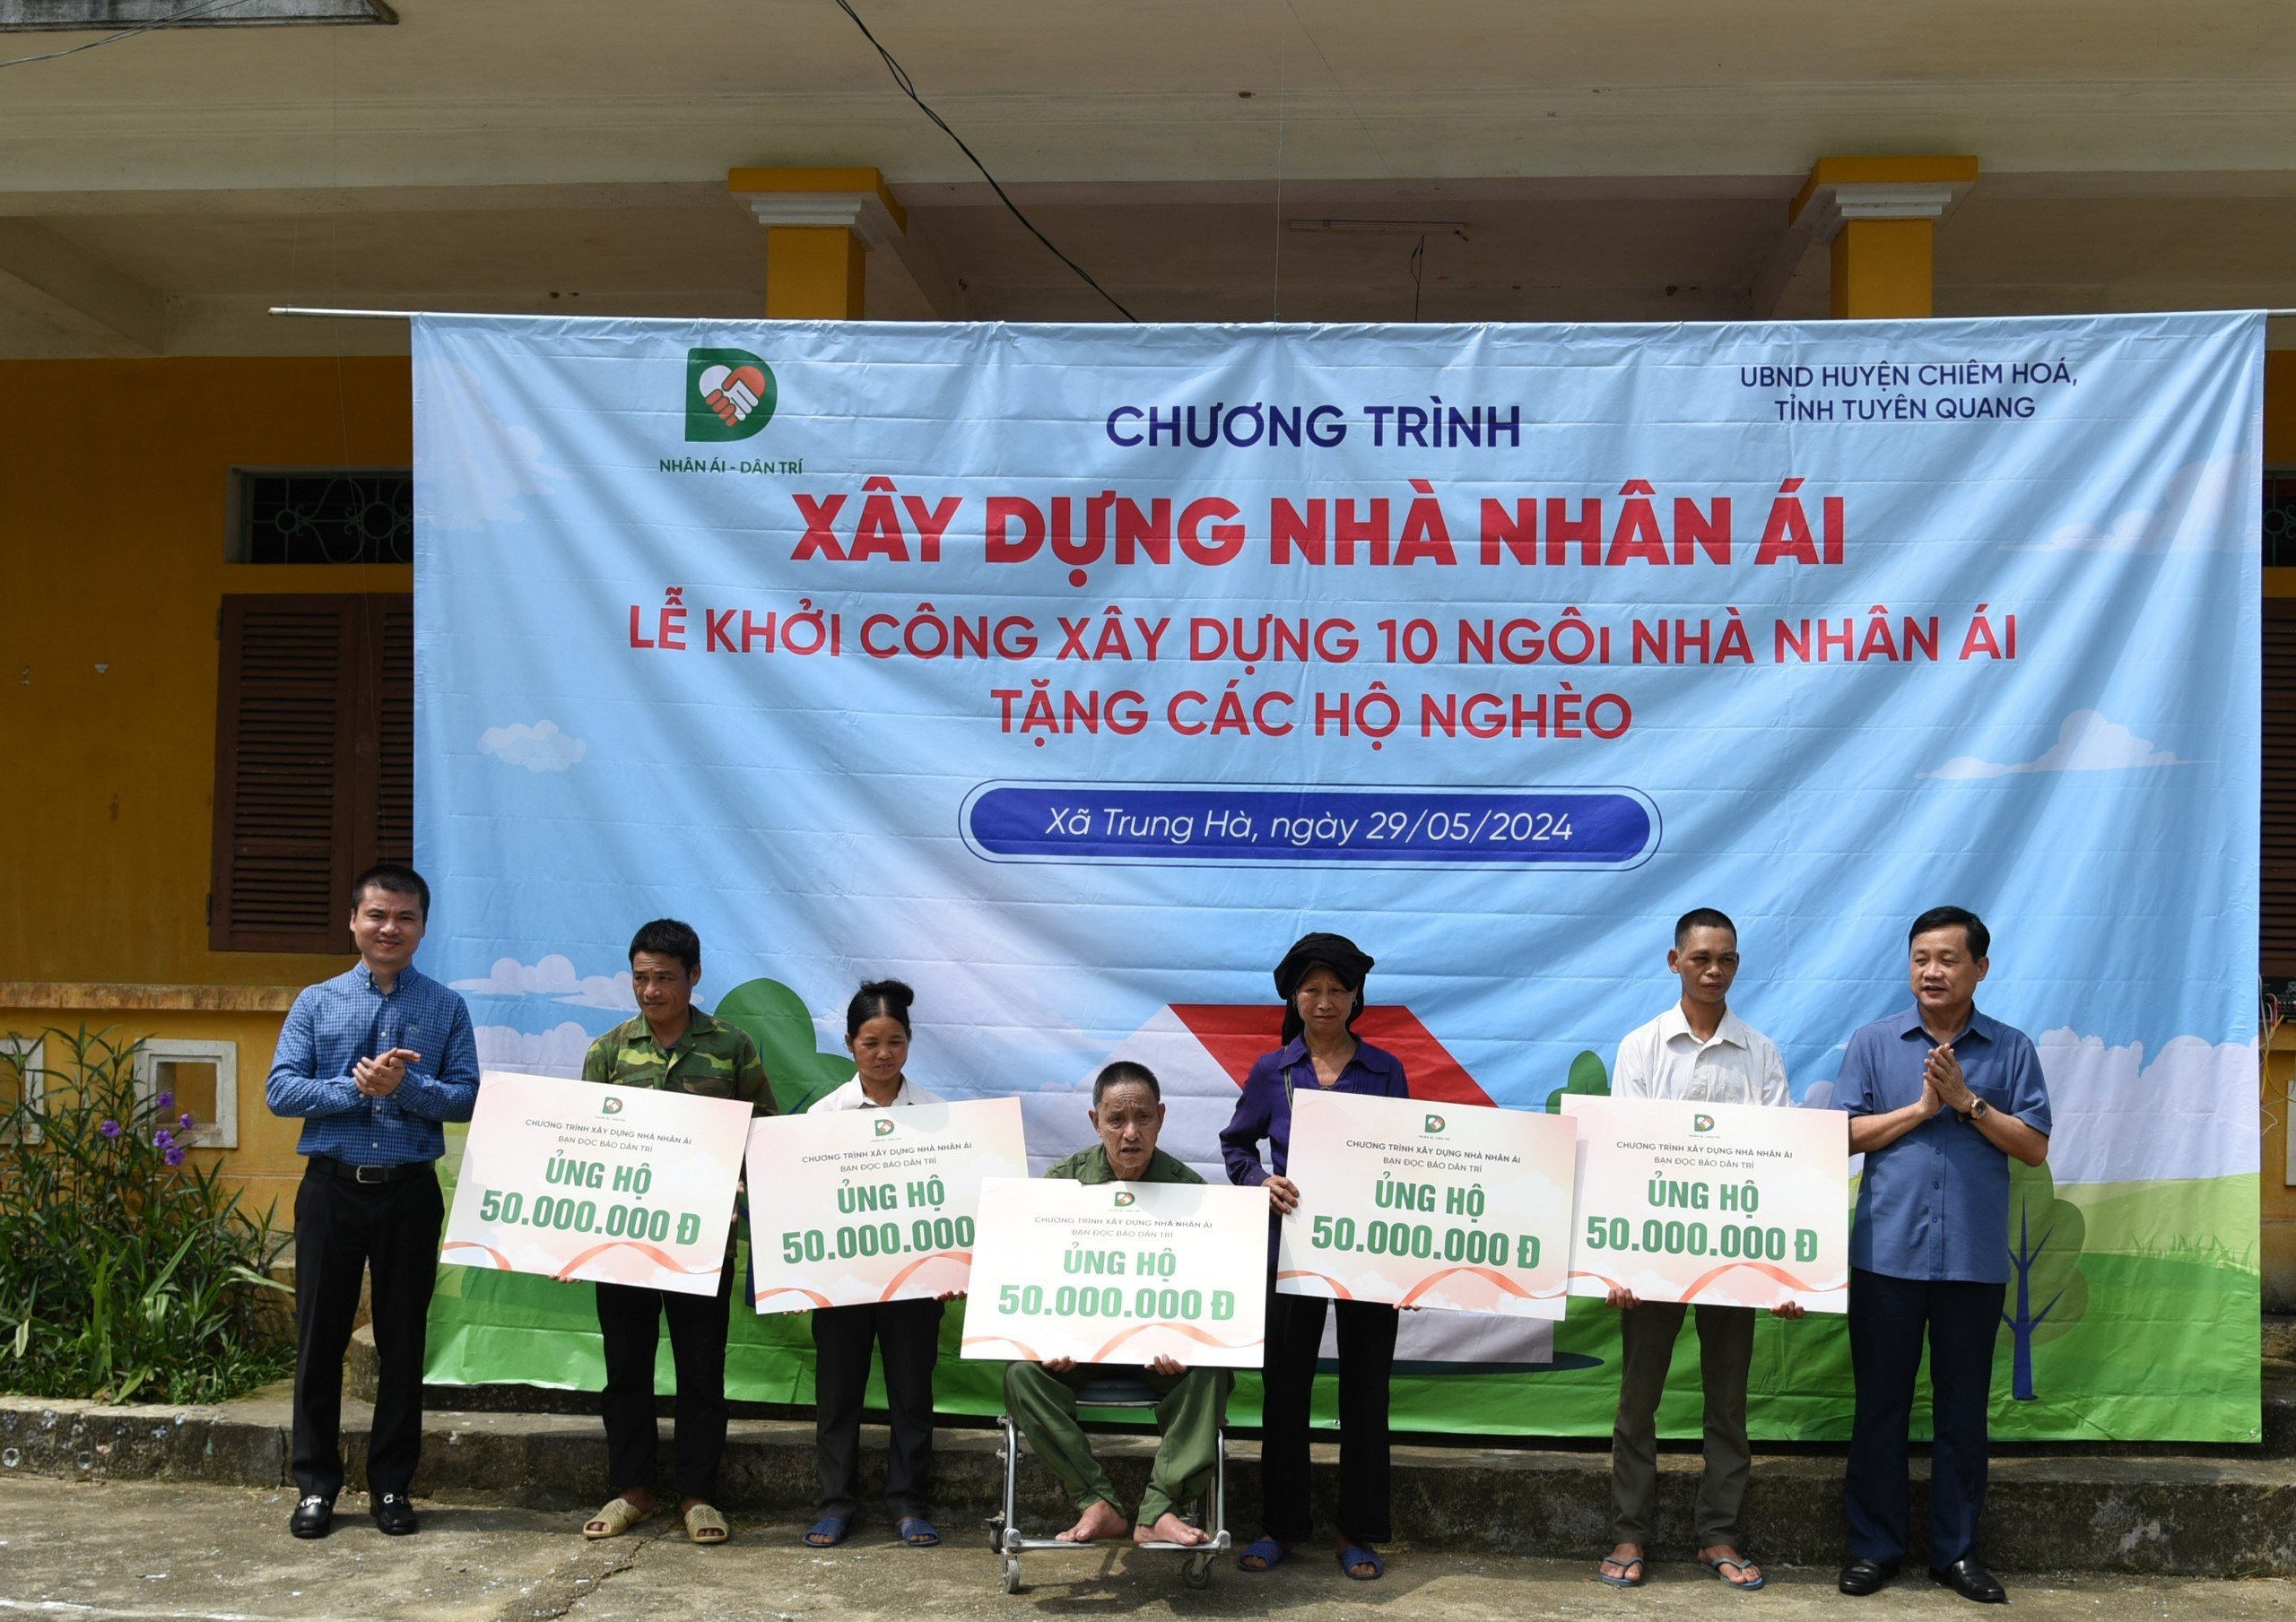 NHÂN ÁI - DÂN TRÍ
UBND HUYỆN CHIÊM HOÁ,
TỈNH TUYÊN QUANG
CHƯƠNG TRÌNH
XÂY DỰNG NHÀ NHÂN ÁI
LỄ KHỞI CÔNG XÂY DỰNG 10 NGÔI NHÀ NHÂN ÁI
TẶNG CÁC HỘ NGHÈO
Xã Trung Hà, ngày 29/05/2024
CHƯƠNG TRÌNH XÂY DỰNG NHÀ NHÂN ÁI
BẠN ĐỌC BÁO DÂN TRÍ
ỦNG HỘ
50.000.000 Đ
CHƯƠNG TRÌNH XÂY DỰNG NHÀ NHÂN ÁI
BẠN ĐỌC BÁO DÂN TRÍ
ỦNG HỘ
50.000.000
CHƯƠNG TRÌNH XÂY DỰNG NHÀ NHÂN ÁI
BẠN ĐỌC BÁO DÂN TRÍ
ỦNG HỘ
50.000.000 Đ
CHƯƠNG TRÌNH XÂY DỰNG NHÀ NHÂN ÁI
BẠN ĐỌC BÁO DÂN TRÍ
ỦNG HỘ
50.000.000 Đ
CHƯƠNG TRÌNH XÂY DỰNG NHÀ NHÂN ÁI
BẠN ĐỌC BÁO DÂN TRÍ
ỦNG HỘ
50.000.000 Đ